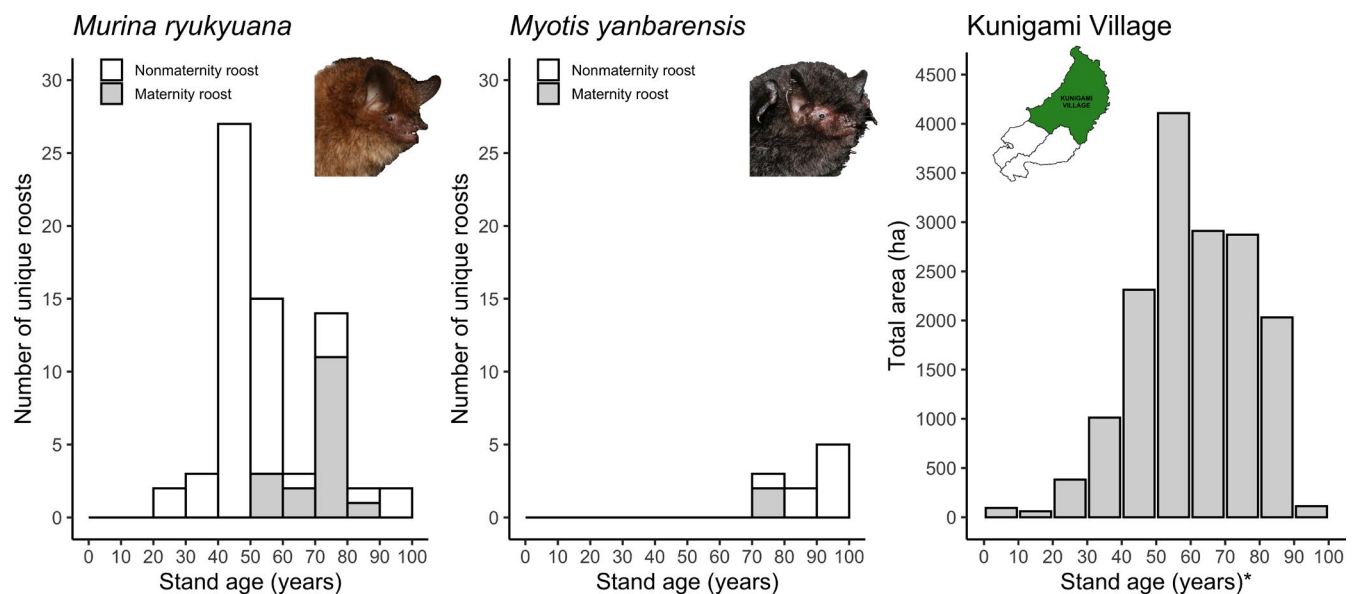 Murina ryukyuana
Nonmaternity roost
Maternity roost
Number of unique roosts
30
25
20
15
10
5
0
0 10 20 30 40 50 60 70 80 90 100
Stand age (years)
Myotis yanbarensis
Nonmaternity roost
Maternity roost
Number of unique roosts
30
25
20
15
10
5
0
0 10 20 30 40 50 60 70 80 90 100
Stand age (years)
Kunigami Village
KUNIGAMI
VILLAGE
Total area (ha)
4500
4000
3500
3000
2500
2000
1500
1000
500
0
0 10 20 30 40 50 60 70 80 90 100
Stand age (years)*